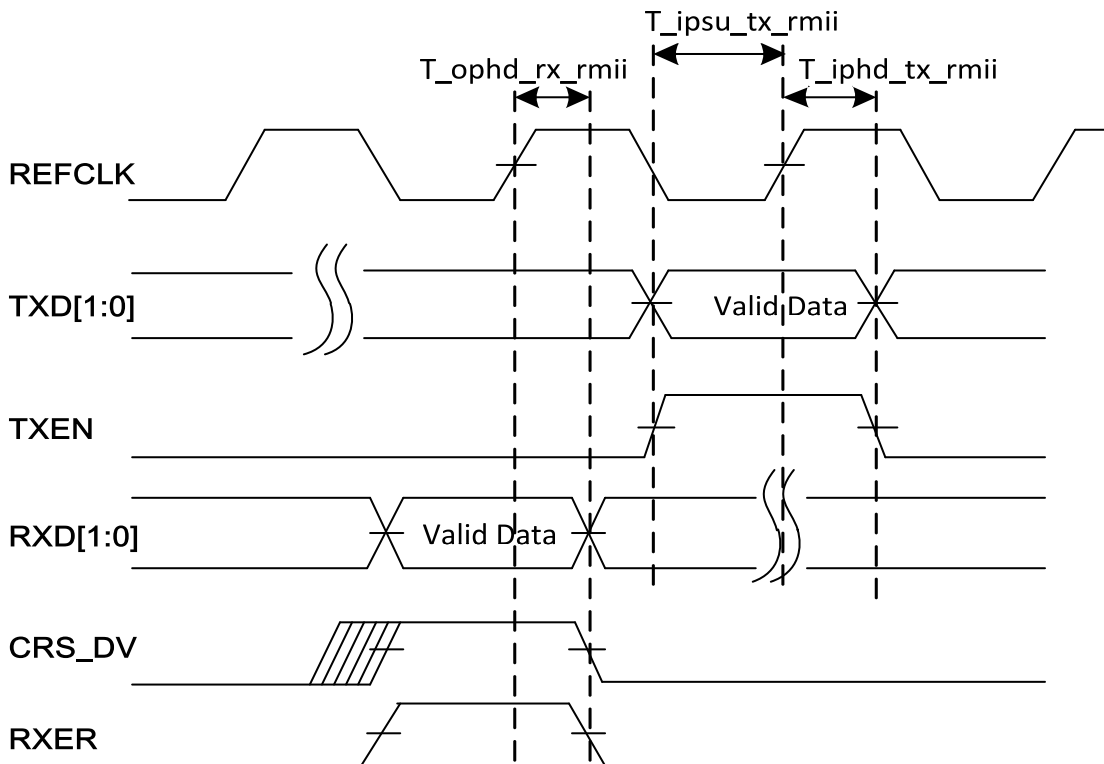 T_ipsu_tx_rmii
T_ophd_rx_rmii
T_iphd_tx_rmii
REFCLK
TXD[1:0]
Valid Data
TXEN
RXD[1:0]
Valid Data
CRS_DV
RXER